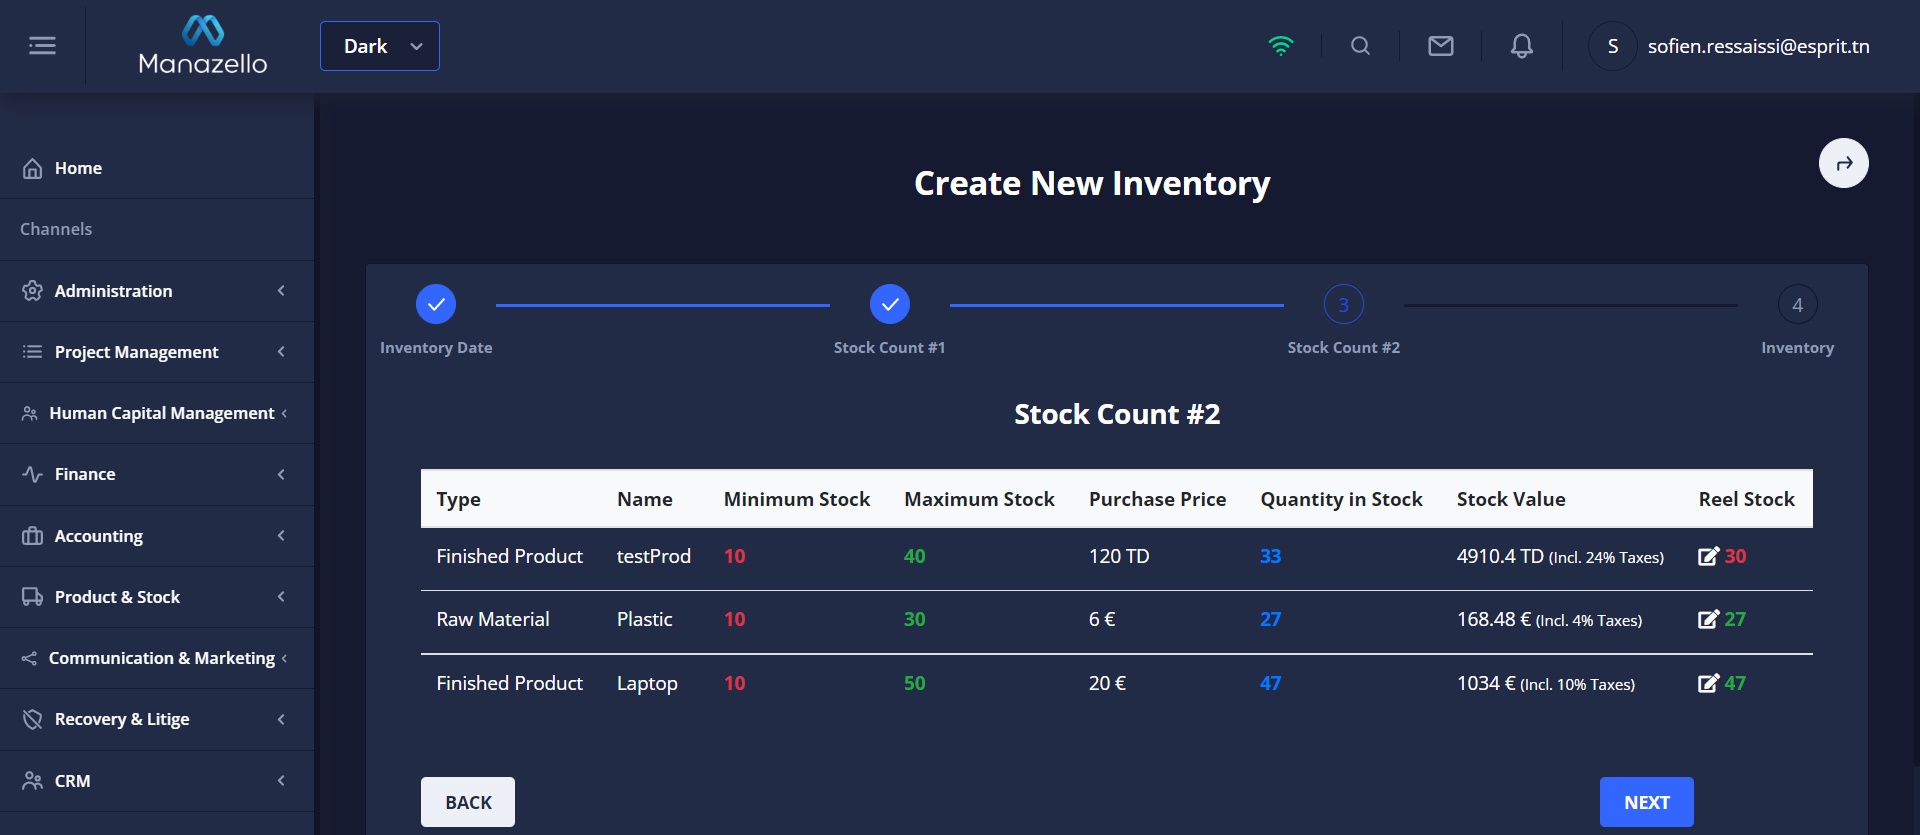 Manazello
Dark
S
sofien.ressaissi@esprit.tn
Home
Channels
Administration
Project Management
Human Capital Management
Finance
Accounting
Product & Stock
Communication & Marketing
Recovery & Litige
CRM
Create New Inventory
3
4
Inventory Date
Stock Count #1
Stock Count #2
Inventory
Stock Count #2
Type Name Minimum Stock Maximum Stock Purchase Price Quantity in Stock Stock Value Reel Stock
Finished Product testProd 10 40 120 TD 33 4910.4 TD (Incl. 24% Taxes) 30
Raw Material Plastic 10 30 6 € 27 168.48 € (Incl. 4% Taxes) 27
Finished Product Laptop 10 50 20 € 47 1034 € (Incl. 10% Taxes) 47
BACK
NEXT